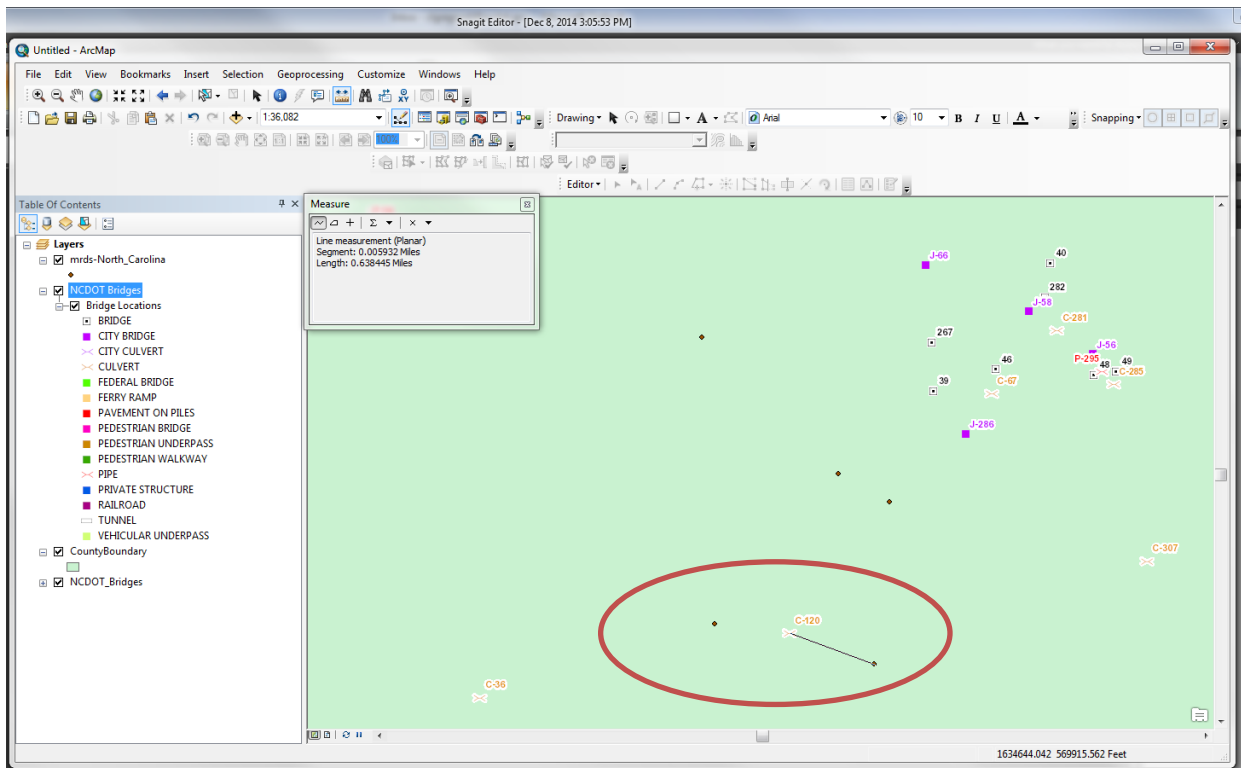 Snagit Editor - [Dec 8, 2014 3:05:53 PM]
Untitled - ArcMap
File Edit View Bookmarks Insert Selection Geoprocessing Customize Windows Help
1:36,082 Drawing A Arial 10 B I U A Snapping
100%
Editor
Table Of Contents
Layers
mrds-North_Carolina
NCDOT Bridges
Bridge Locations
BRIDGE
CITY BRIDGE
CITY CULVERT
CULVERT
FEDERAL BRIDGE
FERRY RAMP
PAVEMENT ON PILES
PEDESTRIAN BRIDGE
PEDESTRIAN UNDERPASS
PEDESTRIAN WALKWAY
PIPE
PRIVATE STRUCTURE
RAILROAD
TUNNEL
VEHICULAR UNDERPASS
CountyBoundary
NCDOT_Bridges
Measure
Line measurement (Planar)
Segment: 0.005932 Miles
Length: 0.638445 Miles
J-66
40
282
J-58
C-281
267
J-56
P-295
46
48
49
C-285
39
C-67
J-286
C-307
C-120
C-36
1634644.042 569915.562 Feet